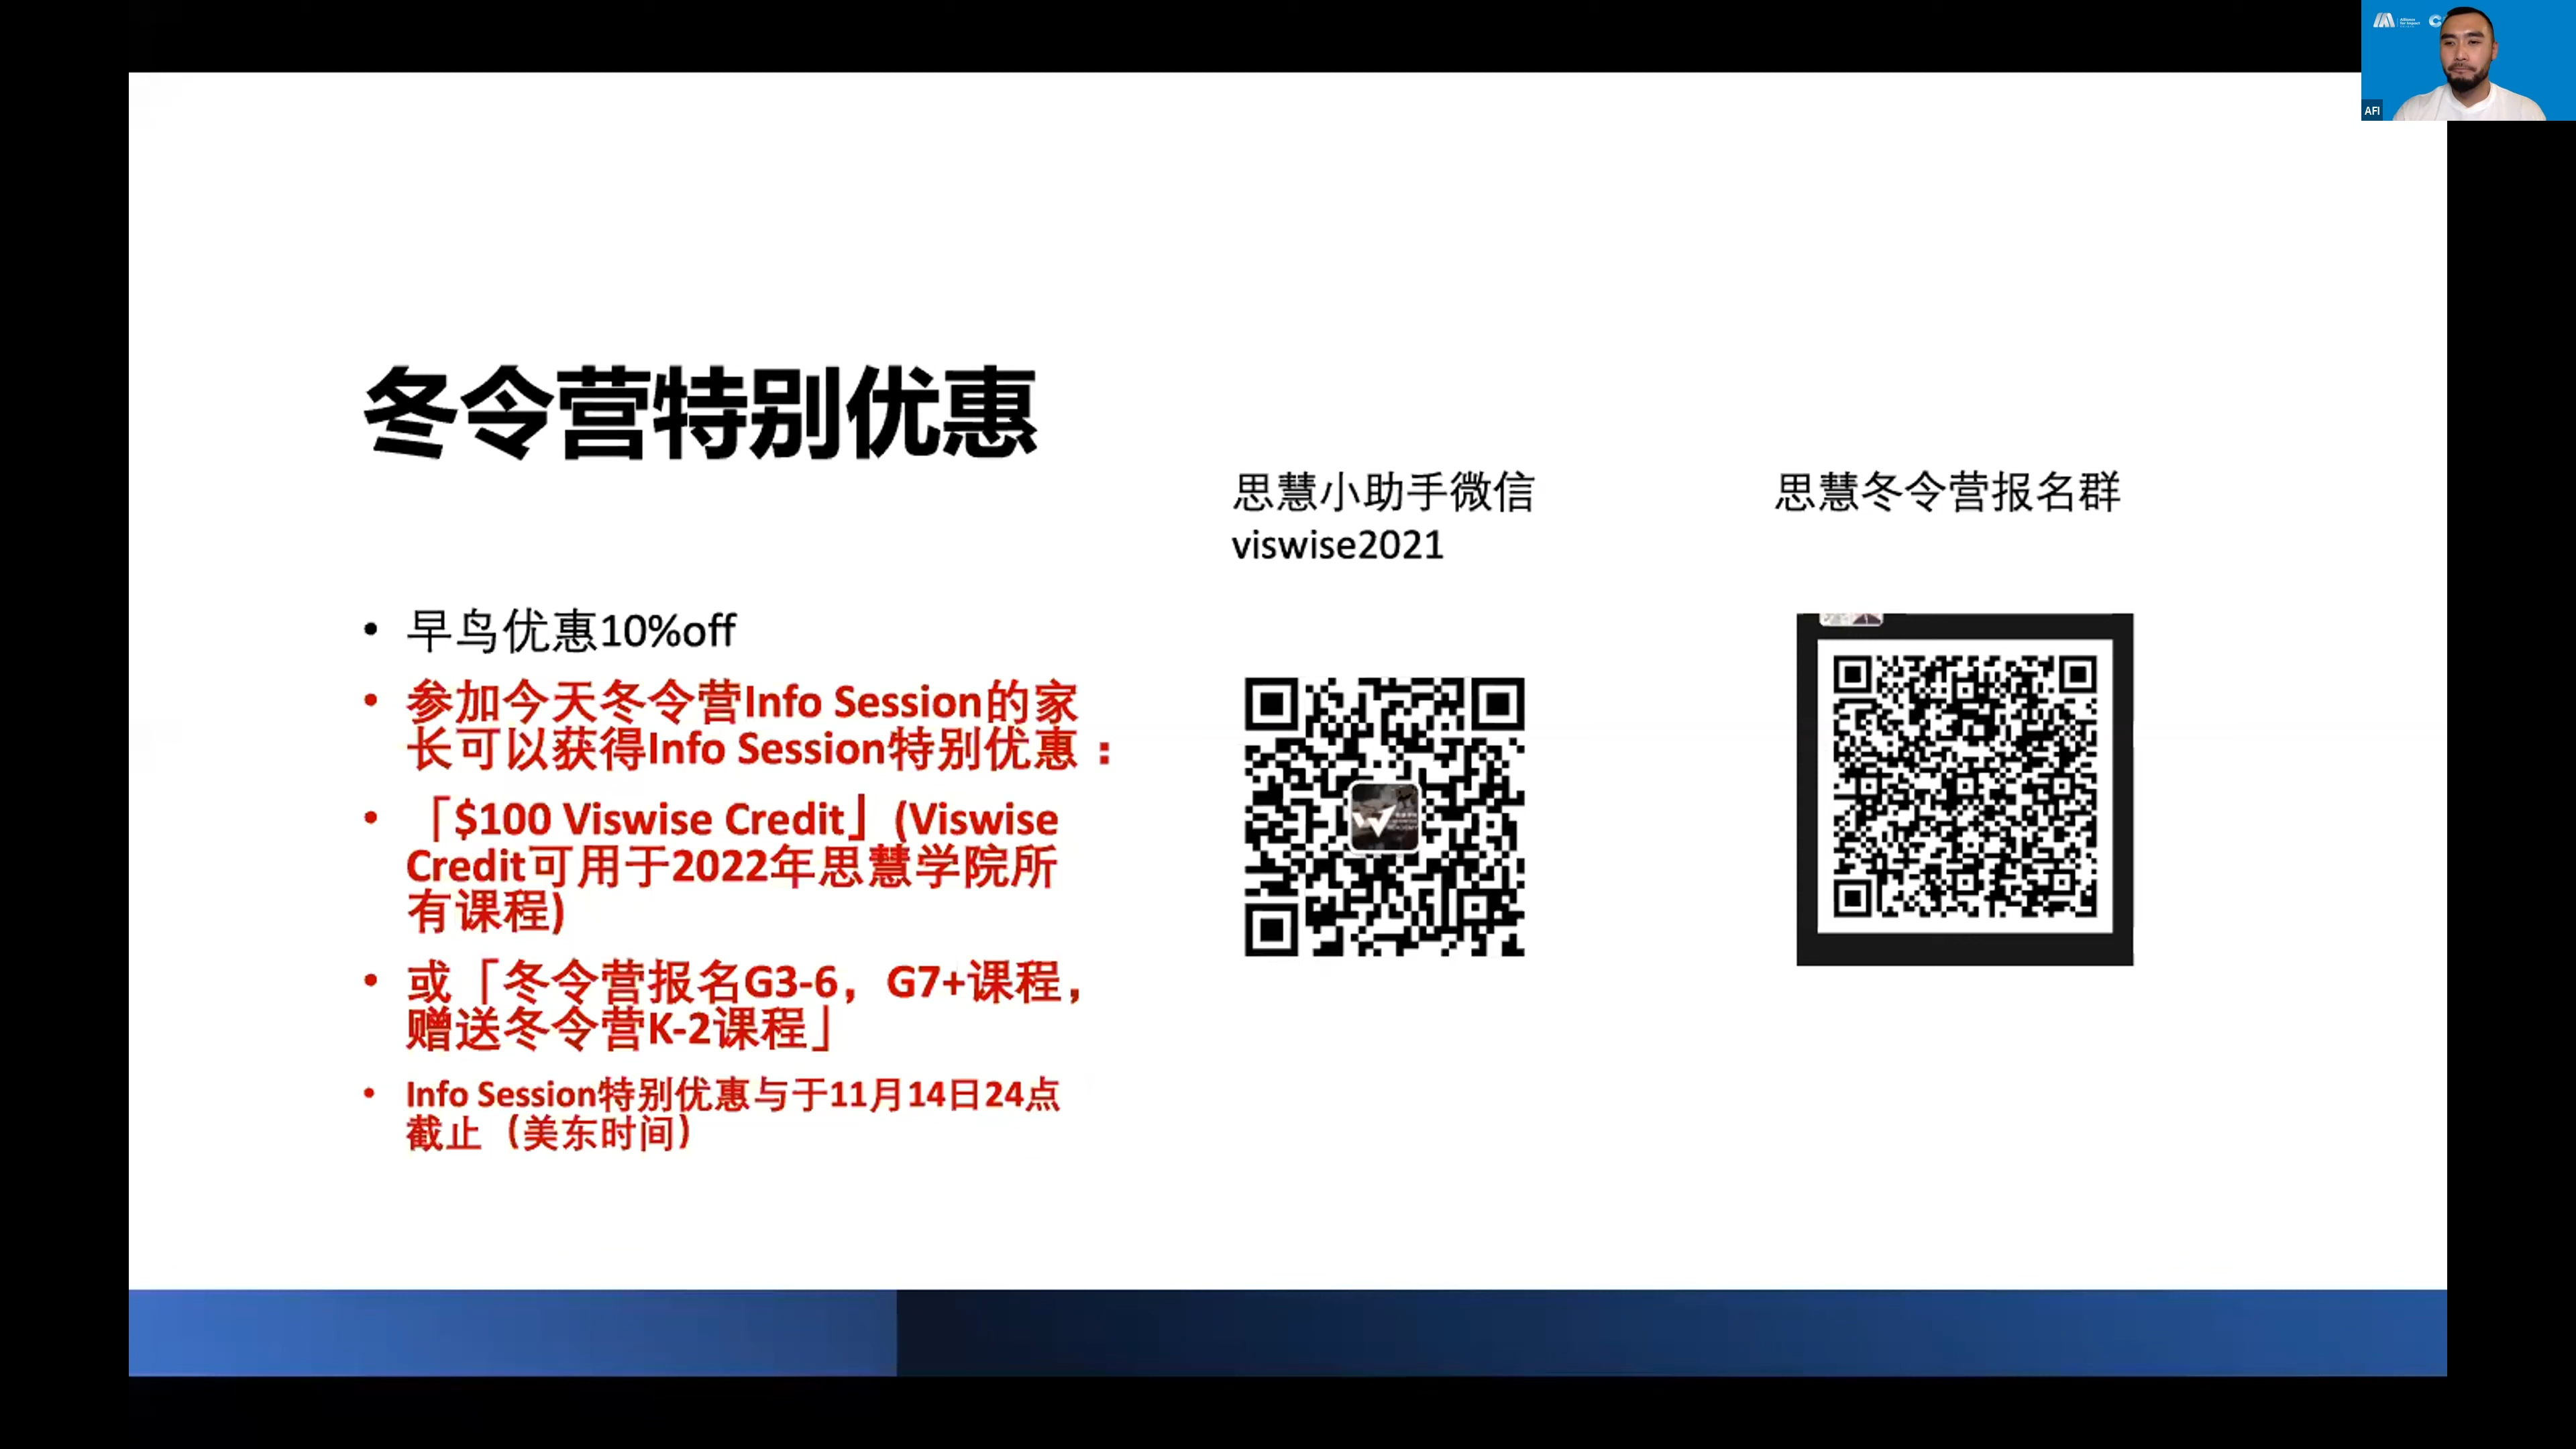 Alliance for Impact
AFI
冬令营特别优惠
思慧小助手微信
viswise2021
思慧冬令营报名群
• 早鸟优惠10%off
• 参加今天冬令营Info Session的家
长可以获得Info Session特别优惠：
• 「$100 Viswise Credit」(Viswise
Credit可用于2022年思慧学院所
有课程)
• 或「冬令营报名G3-6，G7+课程，
赠送冬令营K-2课程」
• Info Session特别优惠与于11月14日24点
截止（美东时间）